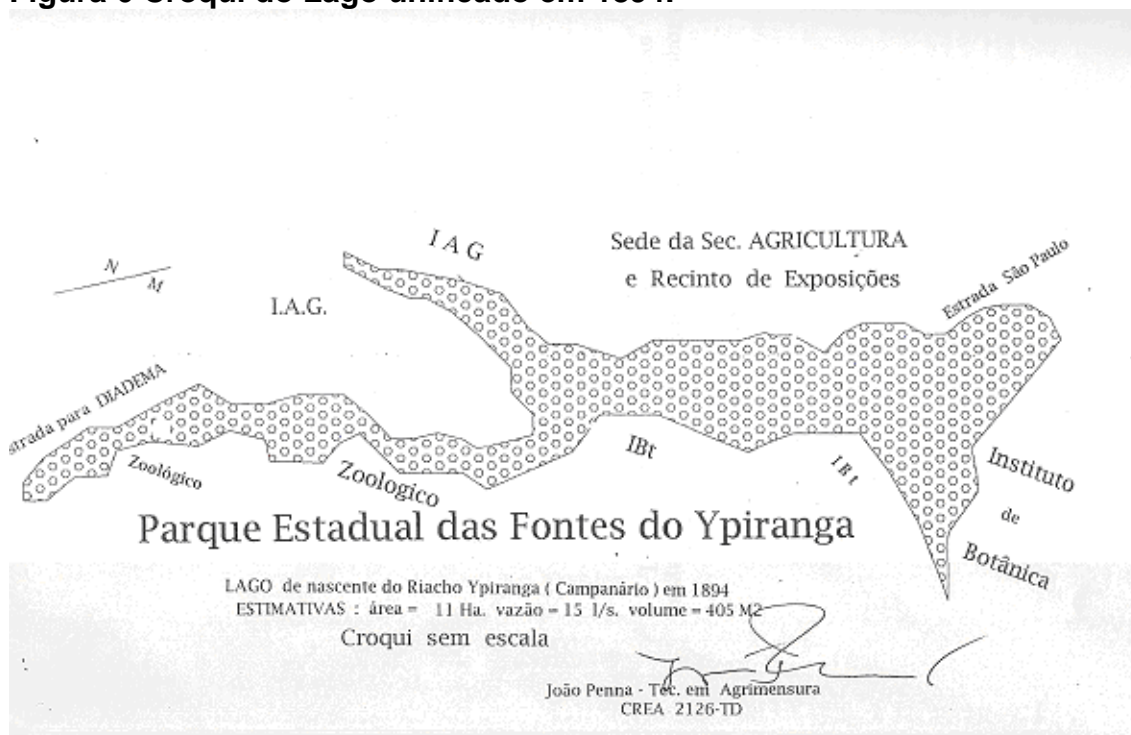 Figura 6 Croqui do Lago unificado em 1894.
I A G
Sede da Sec. AGRICULTURA
e Recinto de Exposições
Estrada São Paulo
N
M
I.A.G.
strada para DIADEMA
Zoológico
Zoologico
IBt
I B t
Instituto
de
Botânica
Parque Estadual das Fontes do Ypiranga
LAGO de nascente do Riacho Ypiranga ( Campanário ) em 1894
ESTIMATIVAS : área = 11 Ha. vazão = 15 l/s. volume = 405 M2
Croqui sem escala
João Penna - Téc. em Agrimensura
CREA 2126-TD